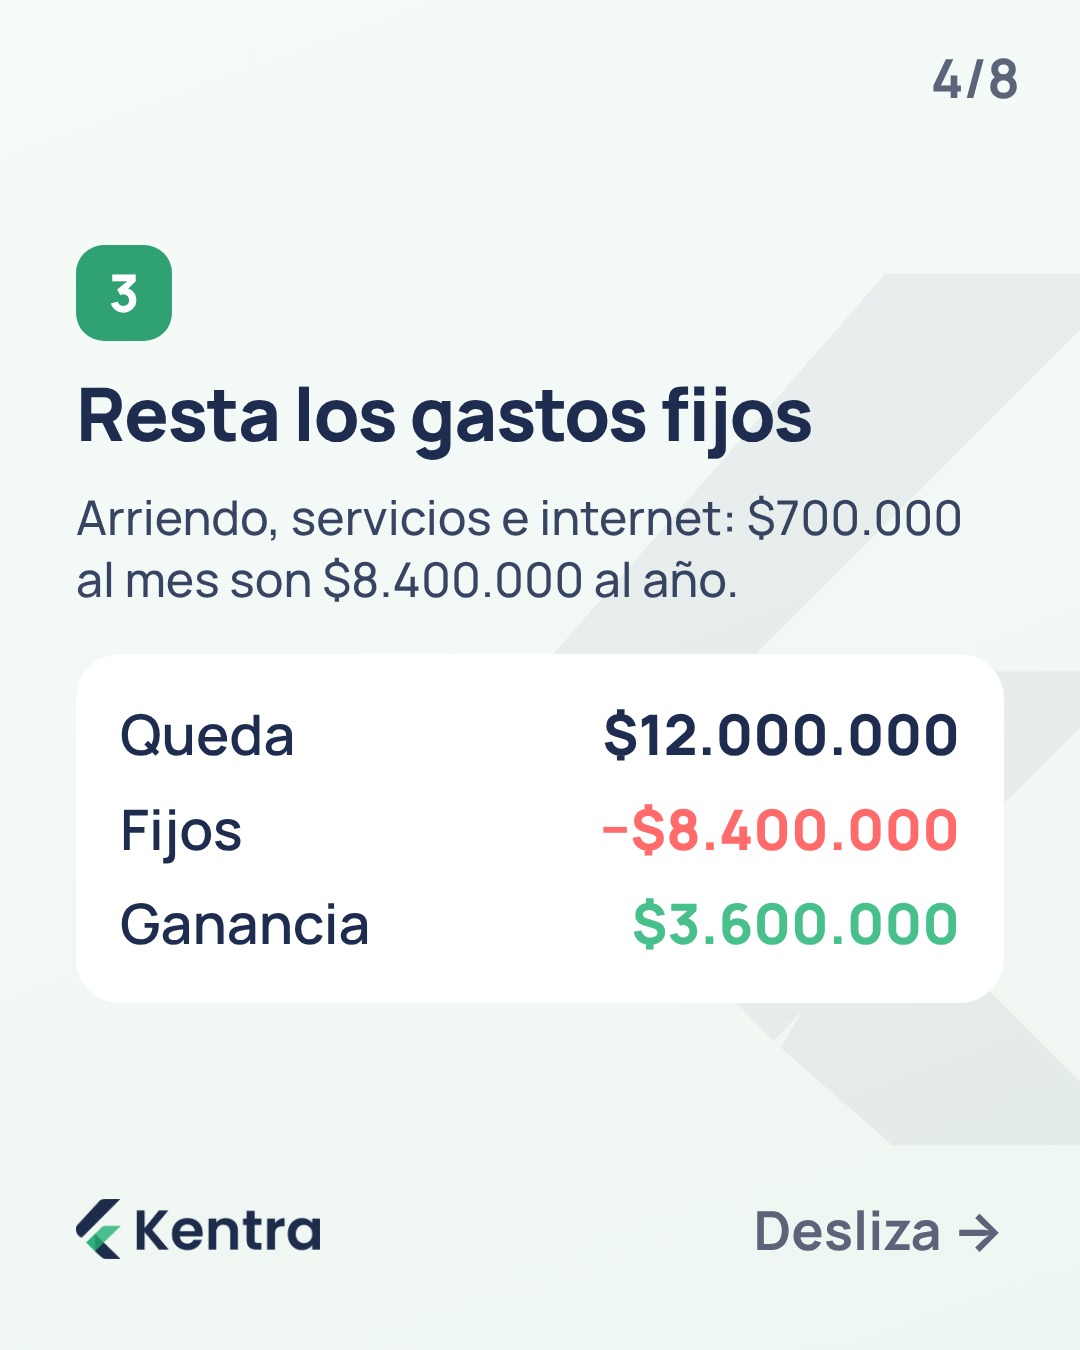 4/8
3
Resta los gastos fijos
Arriendo, servicios e internet: $700.000
al mes son $8.400.000 al año.
Queda $12.000.000
Fijos −$8.400.000
Ganancia $3.600.000
Kentra
Desliza →